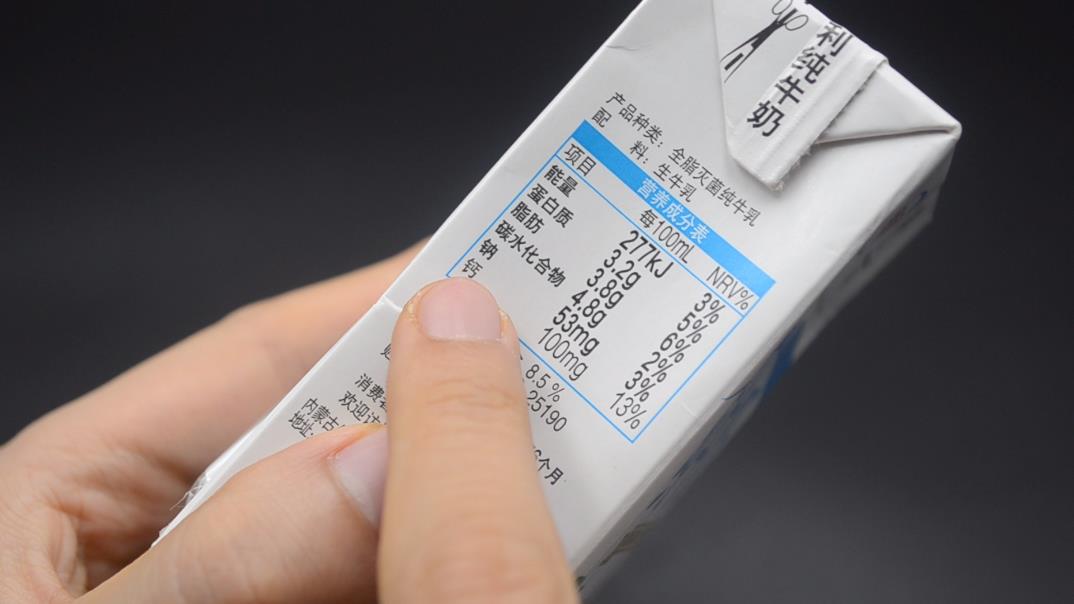 利纯牛奶
产品种类：全脂灭菌纯牛乳
配 料：生牛乳
营养成分表
项目 每100mL NRV%
能量 277kJ 3%
蛋白质 3.2g 5%
脂肪 3.8g 6%
碳水化合物 4.8g 2%
钠 53mg 3%
钙 100mg 13%
8.5%
25190
消费者
个月
欢迎访
内蒙古
地址: